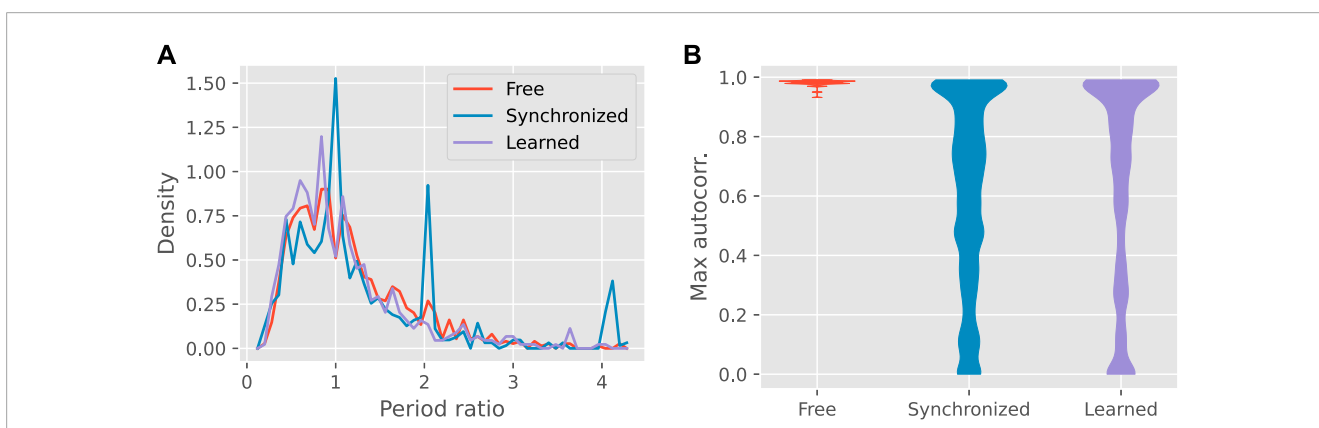 A
Density
1.50
1.25
1.00
0.75
0.50
0.25
0.00
0 1 2 3 4
Period ratio
Free
Synchronized
Learned
B
Max autocorr.
1.0
0.8
0.6
0.4
0.2
0.0
Free Synchronized Learned